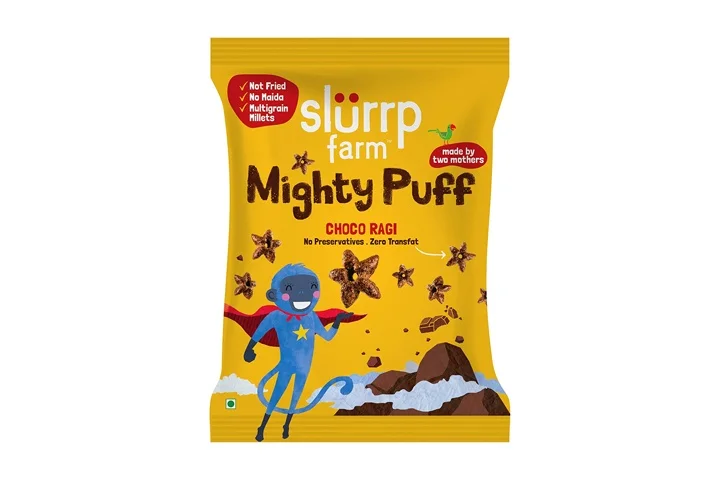 ✓ Not Fried
✓ No Maida
✓ Multigrain
Millets
slürrp
farm™
made by
two mothers
Mighty Puff
CHOCO RAGI
No Preservatives . Zero Transfat